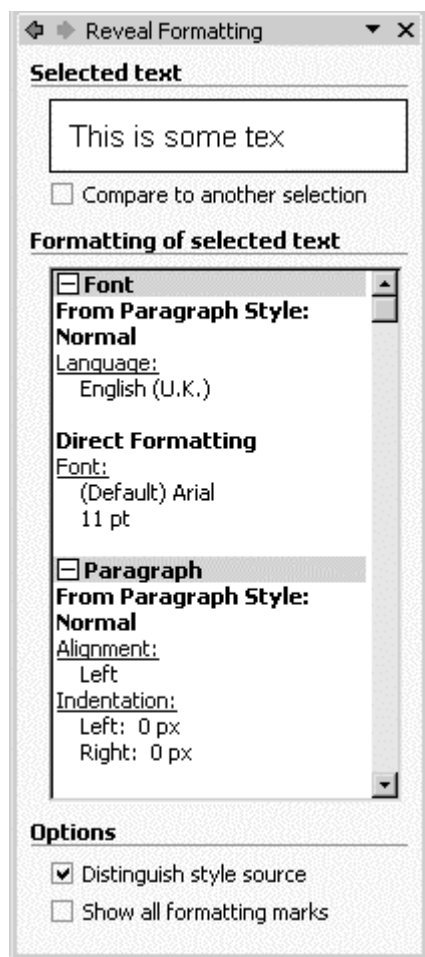 Reveal Formatting
Selected text
This is some tex
Compare to another selection
Formatting of selected text
Font
From Paragraph Style:
Normal
Language:
English (U.K.)
Direct Formatting
Font:
(Default) Arial
11 pt
Paragraph
From Paragraph Style:
Normal
Alignment:
Left
Indentation:
Left: 0 px
Right: 0 px
Options
Distinguish style source
Show all formatting marks